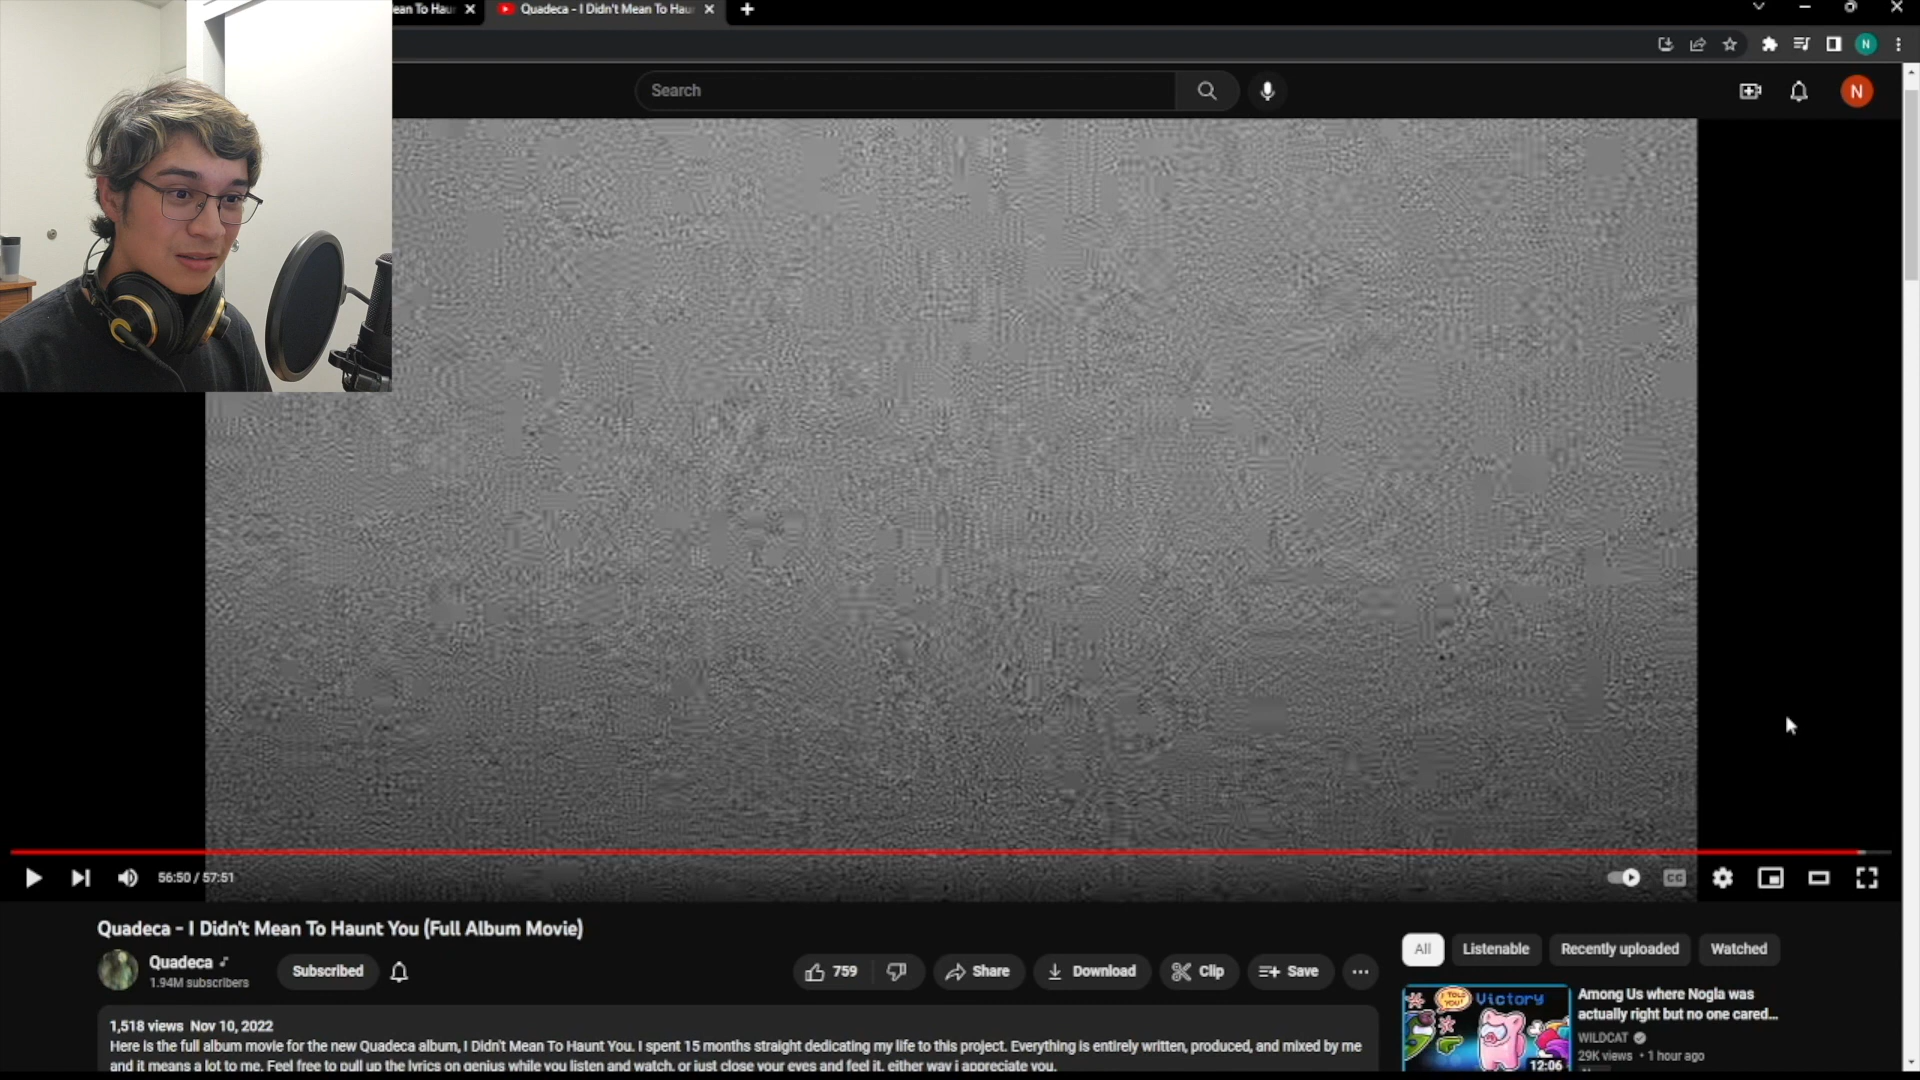 ean To Hau
Quadeca - I Didn't Mean To Hau
Search
N
N
56:50 / 57:51
CC
Quadeca - I Didn't Mean To Haunt You (Full Album Movie)
Quadeca
1.94M subscribers
Subscribed
759
Share
Download
Clip
Save
All
Listenable
Recently uploaded
Watched
1,518 views Nov 10, 2022
Here is the full album movie for the new Quadeca album, I Didn't Mean To Haunt You. I spent 15 months straight dedicating my life to this project. Everything is entirely written, produced, and mixed by me
and it means a lot to me. Feel free to pull up the lyrics on genius while you listen and watch, or just close your eyes and feel it. either way i appreciate you.
I TOLD
YOU!
Victory
12:06
Among Us where Nogla was
actually right but no one cared...
WILDCAT
29K views • 1 hour ago